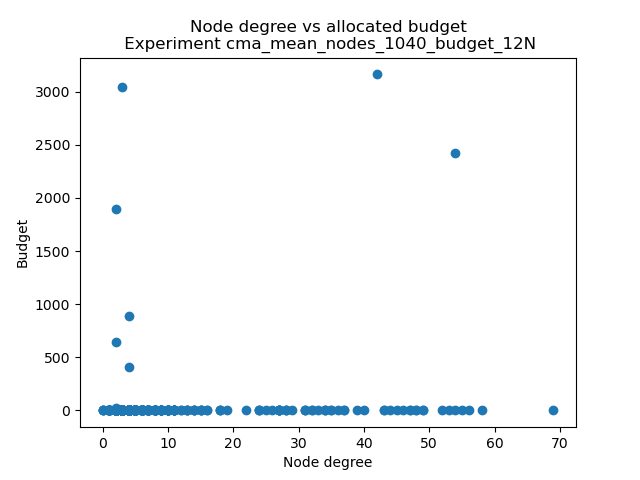 Node degree vs allocated budget
Experiment cma_mean_nodes_1040_budget_12N
3000
2500
2000
1500
1000
500
0
Budget
0 10 20 30 40 50 60 70
Node degree